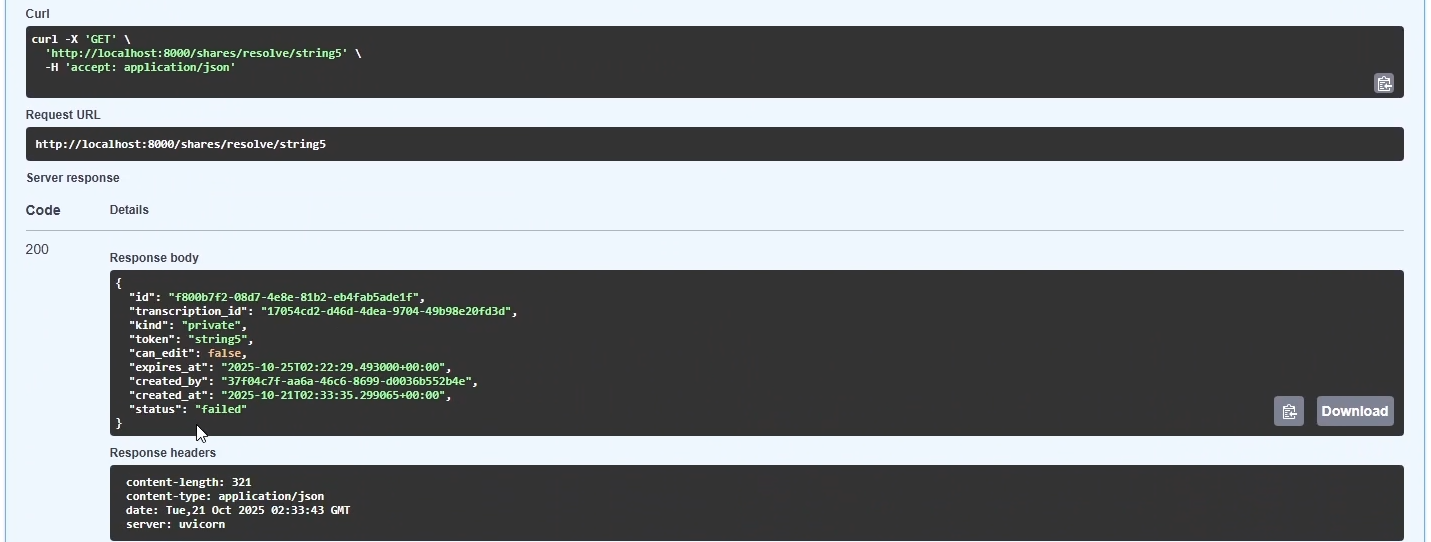 Curl
curl -X 'GET' \
  'http://localhost:8000/shares/resolve/string5' \
  -H 'accept: application/json'
Request URL
http://localhost:8000/shares/resolve/string5
Server response
Code Details
200
Response body
{
  "id": "f800b7f2-08d7-4e8e-81b2-eb4fab5ade1f",
  "transcription_id": "17054cd2-d46d-4dea-9704-49b98e20fd3d",
  "kind": "private",
  "token": "string5",
  "can_edit": false,
  "expires_at": "2025-10-25T02:22:29.493000+00:00",
  "created_by": "37f04c7f-aa6a-46c6-8699-d0036b552b4e",
  "created_at": "2025-10-21T02:33:35.299065+00:00",
  "status": "failed"
}
Download
Response headers
content-length: 321
content-type: application/json
date: Tue,21 Oct 2025 02:33:43 GMT
server: uvicorn